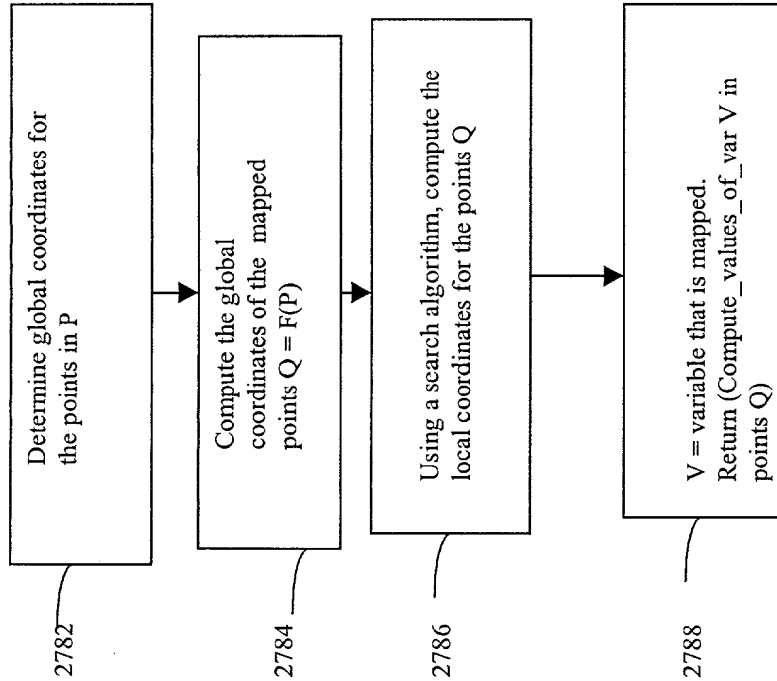 2782
Determine global coordinates for
the points in P
2784
Compute the global
coordinates of the mapped
points Q = F(P)
2786
Using a search algorithm, compute the
local coordinates for the points Q
2788
V = variable that is mapped.
Return (Compute_values_of_var V in
points Q)